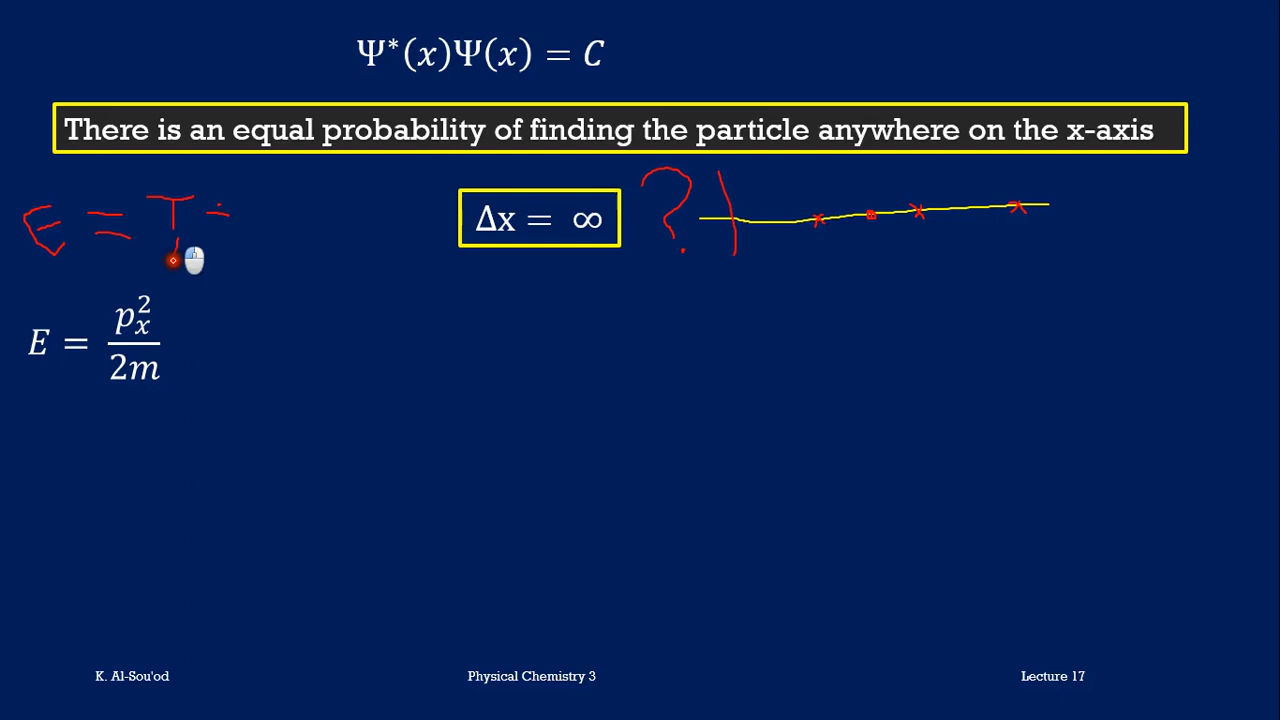 Ψ*(x)Ψ(x) = C
There is an equal probability of finding the particle anywhere on the x-axis
E = T =
Δx = ∞
?
E = p_x^2/2m
K. Al-Sou'od
Physical Chemistry 3
Lecture 17